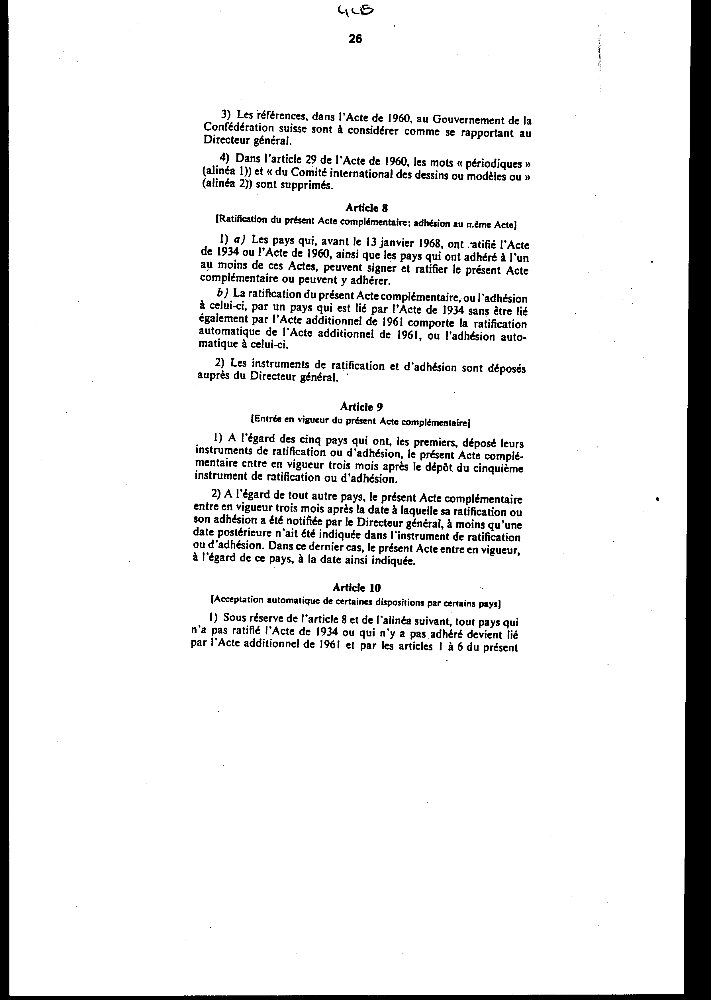 26
3) Les références, dans l'Acte de 1960, au Gouvernement de la
Confédération suisse sont à considérer comme se rapportant au
Directeur général.
4) Dans l'article 29 de l'Acte de 1960, les mots « périodiques »
(alinéa 1)) et « du Comité international des dessins ou modèles ou »
(alinéa 2)) sont supprimés.
Article 8
[Ratification du présent Acte complémentaire; adhésion au même Acte]
1) a) Les pays qui, avant le 13 janvier 1968, ont ratifié l'Acte
de 1934 ou l'Acte de 1960, ainsi que les pays qui ont adhéré à l'un
au moins de ces Actes, peuvent signer et ratifier le présent Acte
complémentaire ou peuvent y adhérer.
b) La ratification du présent Acte complémentaire, ou l'adhésion
à celui-ci, par un pays qui est lié par l'Acte de 1934 sans être lié
également par l'Acte additionnel de 1961 comporte la ratification
automatique de l'Acte additionnel de 1961, ou l'adhésion auto-
matique à celui-ci.
2) Les instruments de ratification et d'adhésion sont déposés
auprès du Directeur général.
Article 9
[Entrée en vigueur du présent Acte complémentaire]
1) A l'égard des cinq pays qui ont, les premiers, déposé leurs
instruments de ratification ou d'adhésion, le présent Acte complé-
mentaire entre en vigueur trois mois après le dépôt du cinquième
instrument de ratification ou d'adhésion.
2) A l'égard de tout autre pays, le présent Acte complémentaire
entre en vigueur trois mois après la date à laquelle sa ratification ou
son adhésion a été notifiée par le Directeur général, à moins qu'une
date postérieure n'ait été indiquée dans l'instrument de ratification
ou d'adhésion. Dans ce dernier cas, le présent Acte entre en vigueur,
à l'égard de ce pays, à la date ainsi indiquée.
Article 10
[Acceptation automatique de certaines dispositions par certains pays]
1) Sous réserve de l'article 8 et de l'alinéa suivant, tout pays qui
n'a pas ratifié l'Acte de 1934 ou qui n'y a pas adhéré devient lié
par l'Acte additionnel de 1961 et par les articles 1 à 6 du présent